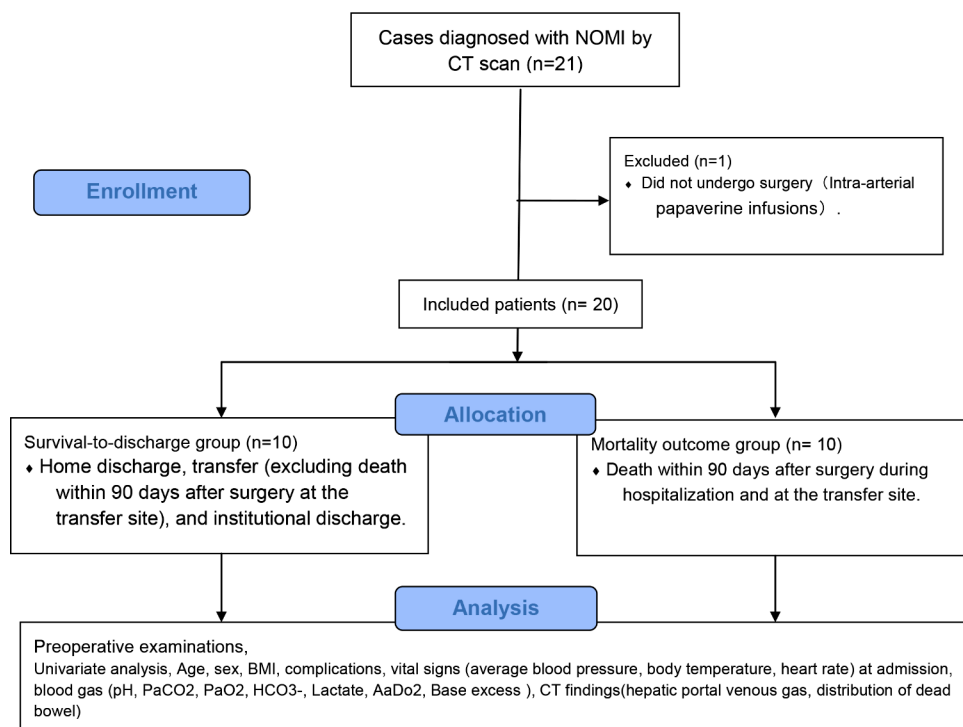 Cases diagnosed with NOMI by
CT scan (n=21)
Enrollment
Excluded (n=1)
♦ Did not undergo surgery（Intra-arterial
papaverine infusions）.
Included patients (n= 20)
Allocation
Survival-to-discharge group (n=10)
♦ Home discharge, transfer (excluding death
within 90 days after surgery at the
transfer site), and institutional discharge.
Mortality outcome group (n= 10)
♦ Death within 90 days after surgery during
hospitalization and at the transfer site.
Analysis
Preoperative examinations,
Univariate analysis, Age, sex, BMI, complications, vital signs (average blood pressure, body temperature, heart rate) at admission,
blood gas (pH, PaCO2, PaO2, HCO3-, Lactate, AaDo2, Base excess ), CT findings(hepatic portal venous gas, distribution of dead
bowel)